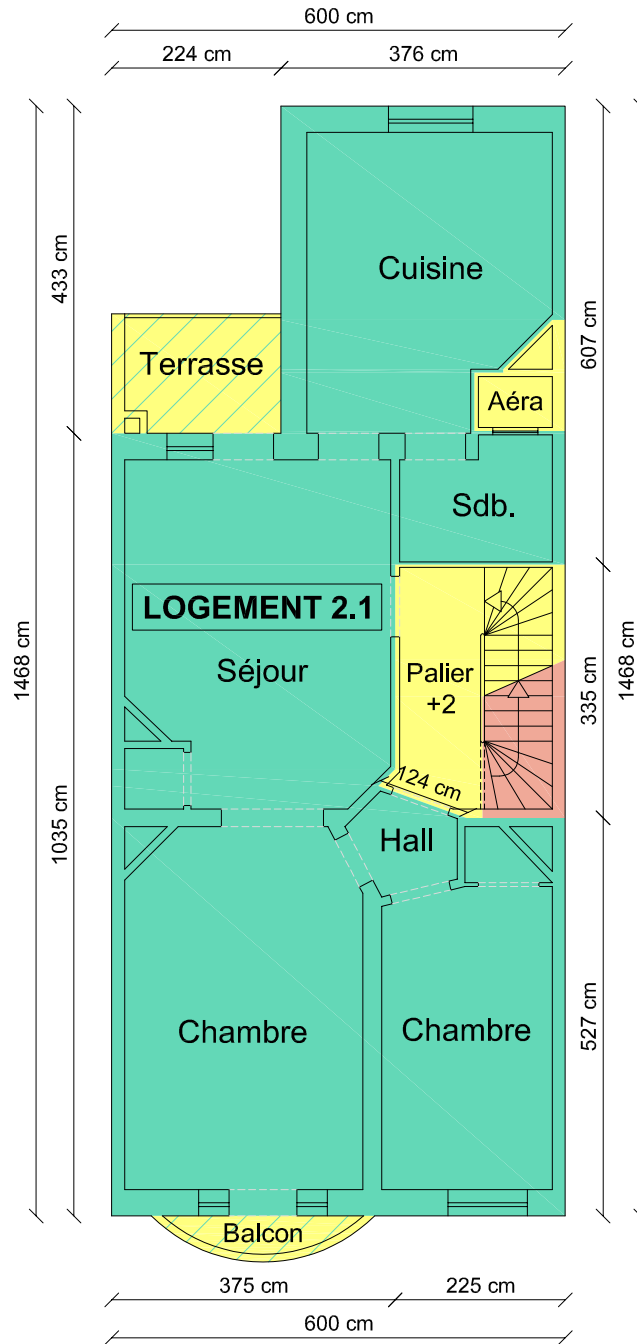 600 cm
224 cm
376 cm
Cuisine
433 cm
607 cm
Terrasse
Aéra
Sdb.
LOGEMENT 2.1
Séjour
Palier
+2
1468 cm
335 cm
1468 cm
124 cm
1035 cm
Hall
527 cm
Chambre
Chambre
Balcon
375 cm
225 cm
600 cm